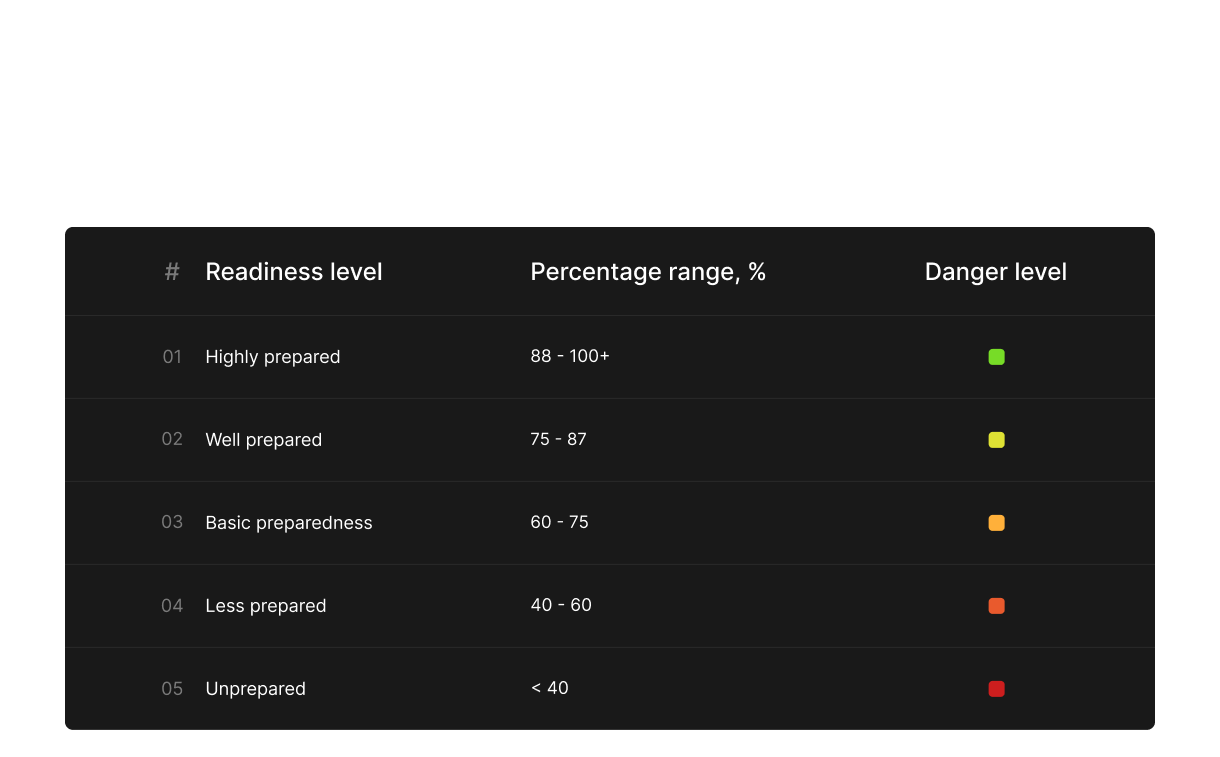 # Readiness level Percentage range, % Danger level
01 Highly prepared 88 - 100+
02 Well prepared 75 - 87
03 Basic preparedness 60 - 75
04 Less prepared 40 - 60
05 Unprepared < 40